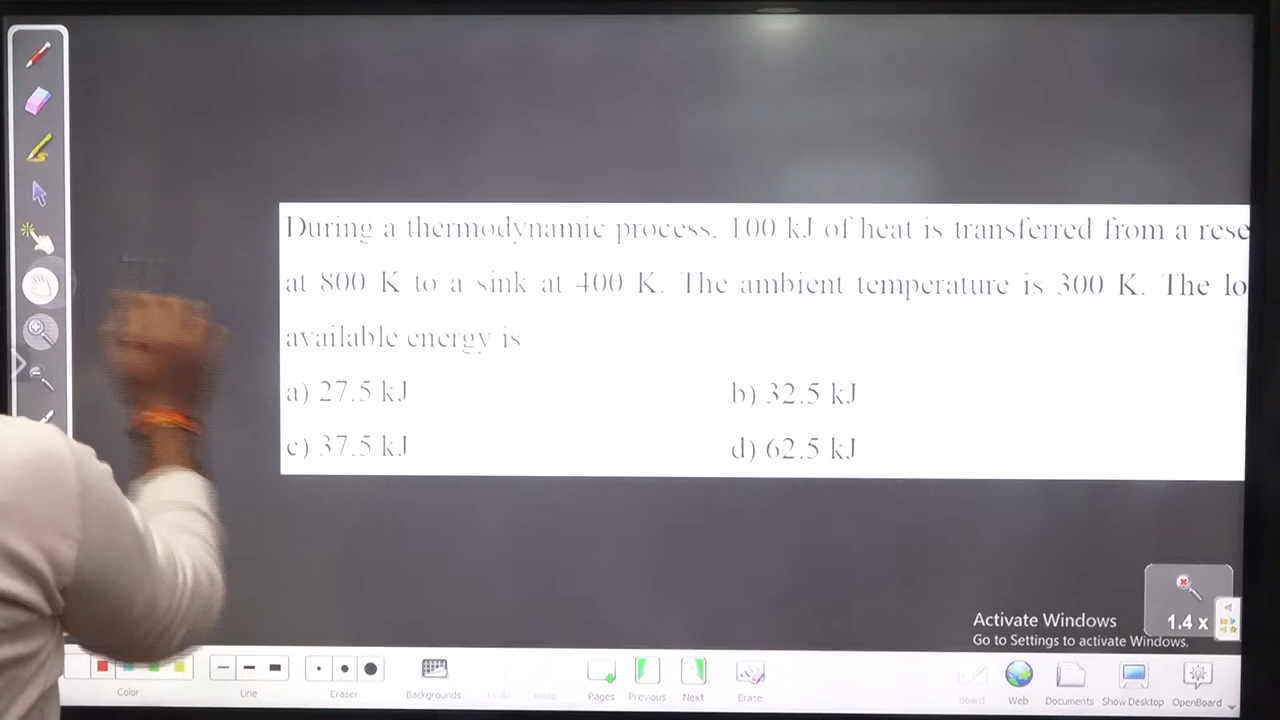 During a thermodynamic process, 100 kJ of heat is transferred from a rese
at 800 K to a sink at 400 K. The ambient temperature is 300 K. The lo
available energy is
a) 27.5 kJ
b) 32.5 kJ
c) 37.5 kJ
d) 62.5 kJ
1.4 x
Activate Windows
Go to Settings to activate Windows.
Color
Line
Eraser
Backgrounds
Undo
Redo
Pages
Previous
Next
Erase
Board
Web
Documents
Show Desktop
OpenBoard